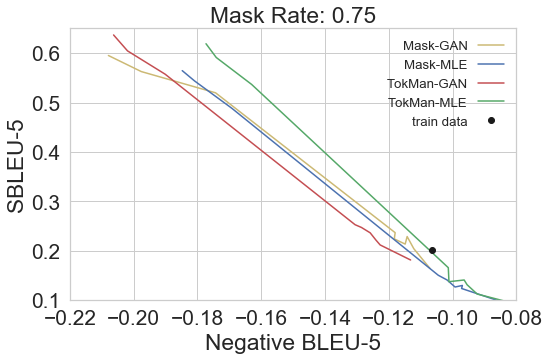 Mask Rate: 0.75
Mask-GAN
Mask-MLE
TokMan-GAN
TokMan-MLE
train data
SBLEU-5
0.6
0.5
0.4
0.3
0.2
0.1
−0.22 −0.20 −0.18 −0.16 −0.14 −0.12 −0.10 −0.08
Negative BLEU-5